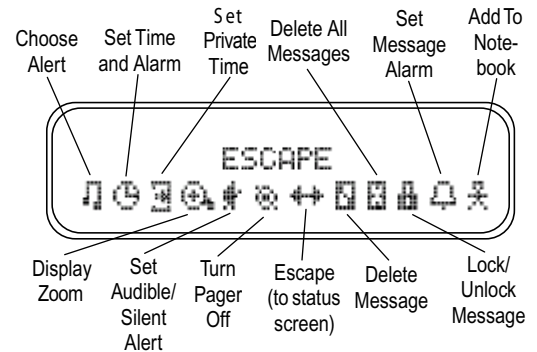 Choose
Alert
Set Time
and Alarm
Set
Private
Time
Delete All
Messages
Set
Message
Alarm
Add To
Note-
book
ESCAPE
Display
Zoom
Set
Audible/
Silent
Alert
Turn
Pager
Off
Escape
(to status
screen)
Delete
Message
Lock/
Unlock
Message